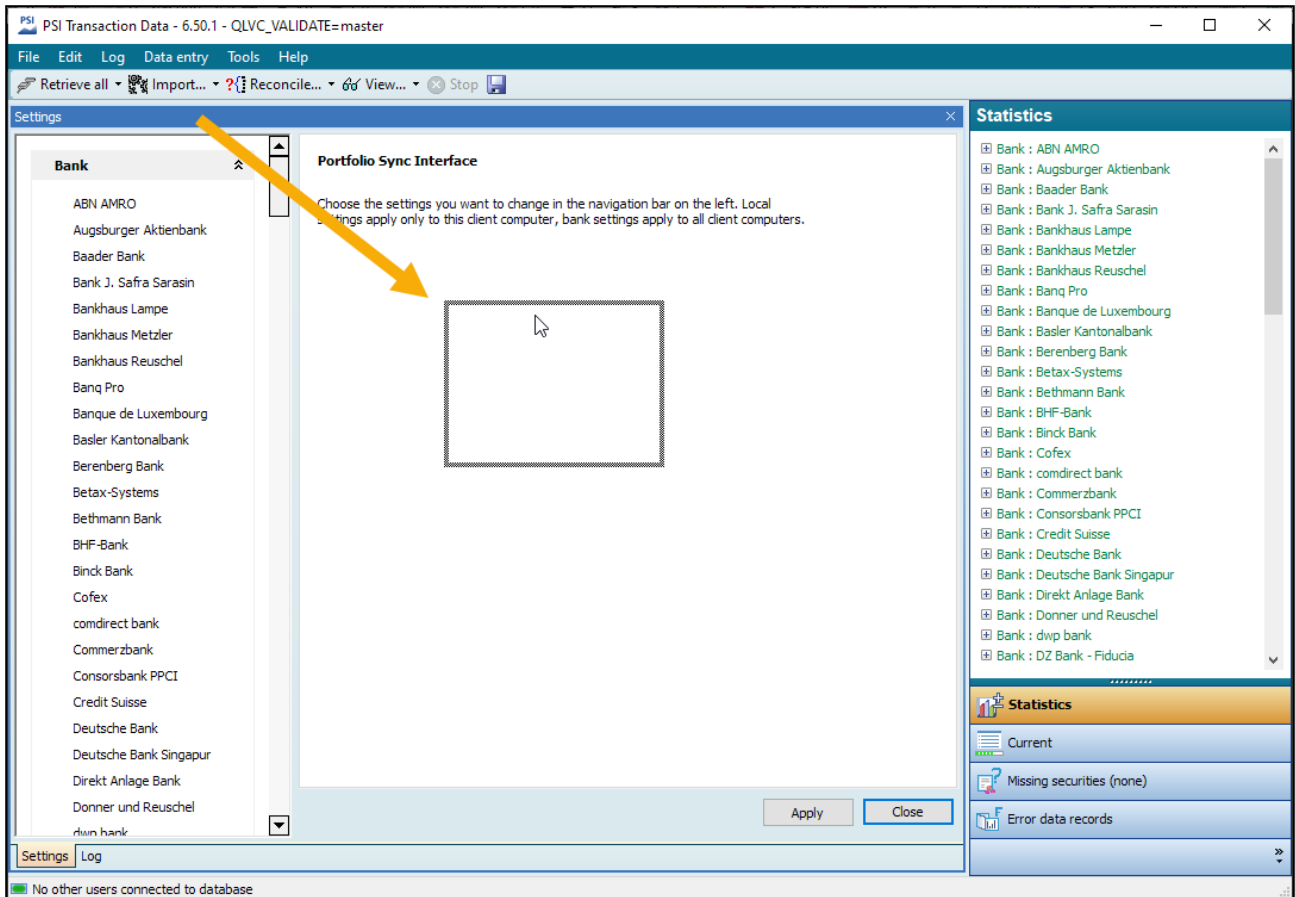 PSI Transaction Data - 6.50.1 - QLVC_VALIDATE=master
File Edit Log Data entry Tools Help
Retrieve all Import... Reconcile... View... Stop
Settings
Bank
ABN AMRO
Augsburger Aktienbank
Baader Bank
Bank J. Safra Sarasin
Bankhaus Lampe
Bankhaus Metzler
Bankhaus Reuschel
Banq Pro
Banque de Luxembourg
Basler Kantonalbank
Berenberg Bank
Betax-Systems
Bethmann Bank
BHF-Bank
Binck Bank
Cofex
comdirect bank
Commerzbank
Consorsbank PPCI
Credit Suisse
Deutsche Bank
Deutsche Bank Singapur
Direkt Anlage Bank
Donner und Reuschel
dwp bank
Portfolio Sync Interface
Choose the settings you want to change in the navigation bar on the left. Local
settings apply only to this client computer, bank settings apply to all client computers.
Apply Close
Settings Log
No other users connected to database
Statistics
Bank : ABN AMRO
Bank : Augsburger Aktienbank
Bank : Baader Bank
Bank : Bank J. Safra Sarasin
Bank : Bankhaus Lampe
Bank : Bankhaus Metzler
Bank : Bankhaus Reuschel
Bank : Banq Pro
Bank : Banque de Luxembourg
Bank : Basler Kantonalbank
Bank : Berenberg Bank
Bank : Betax-Systems
Bank : Bethmann Bank
Bank : BHF-Bank
Bank : Binck Bank
Bank : Cofex
Bank : comdirect bank
Bank : Commerzbank
Bank : Consorsbank PPCI
Bank : Credit Suisse
Bank : Deutsche Bank
Bank : Deutsche Bank Singapur
Bank : Direkt Anlage Bank
Bank : Donner und Reuschel
Bank : dwp bank
Bank : DZ Bank - Fiducia
Statistics
Current
Missing securities (none)
Error data records